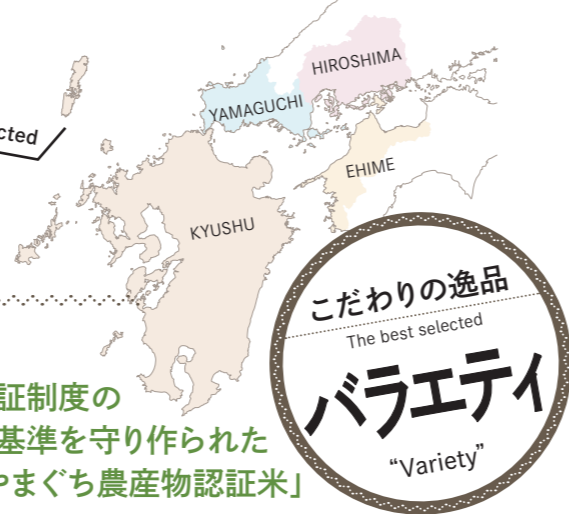 HIROSHIMA
YAMAGUCHI
cted
EHIME
KYUSHU
こだわりの逸品
The best selected
バラエティ
“Variety”
証制度の
基準を守り作られた
やまぐち農産物認証米」